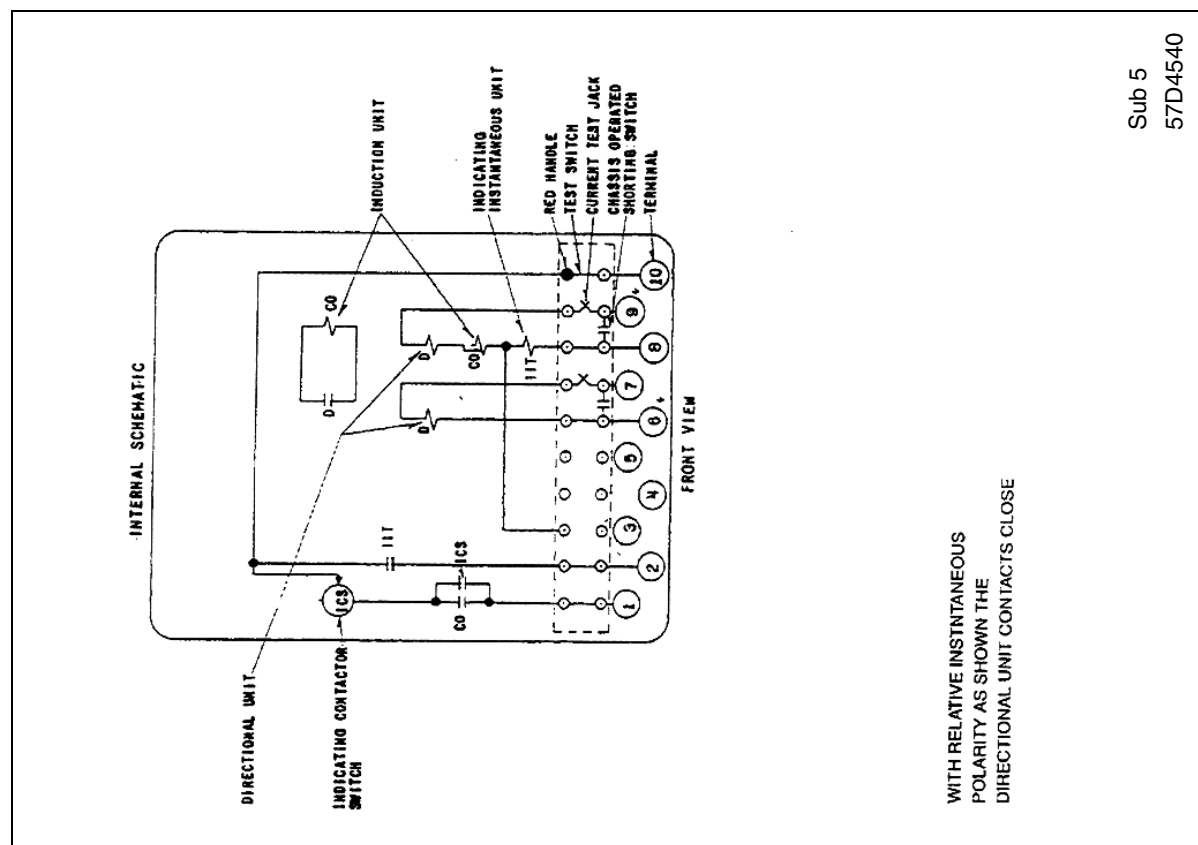 INTERNAL SCHEMATIC
DIRECTIONAL UNIT
INDICATING CONTACTOR
SWITCH
INDUCTION UNIT
INDICATING
INSTANTANEOUS UNIT
RED HANDLE
TEST SWITCH
CURRENT TEST JACK
CHASSIS OPERATED
SHORTING SWITCH
TERMINAL
ICS
CO
ICS
IIT
D
CO
D
D
CO
IIT
1
2
3
4
5
6 +
7
8
9 +
10
FRONT VIEW
WITH RELATIVE INSTNTANEOUS
POLARITY AS SHOWN THE
DIRECTIONAL UNIT CONTACTS CLOSE
Sub 5
57D4540